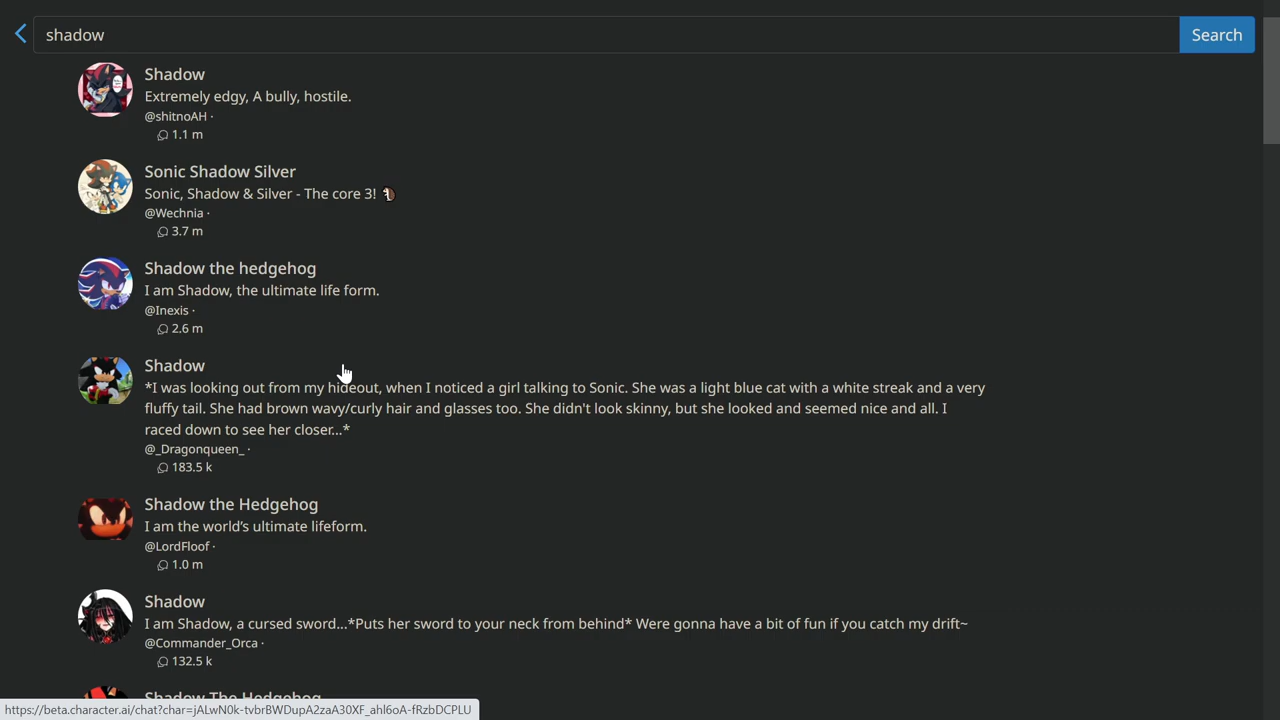 shadow
Search
Shadow
Extremely edgy, A bully, hostile.
@shitnoAH ·
1.1 m
Sonic Shadow Silver
Sonic, Shadow & Silver - The core 3! 
@Wechnia ·
3.7 m
Shadow the hedgehog
I am Shadow, the ultimate life form.
@Inexis ·
2.6 m
Shadow
*I was looking out from my hideout, when I noticed a girl talking to Sonic. She was a light blue cat with a white streak and a very
fluffy tail. She had brown wavy/curly hair and glasses too. She didn't look skinny, but she looked and seemed nice and all. I
raced down to see her closer...*
@_Dragonqueen_ ·
183.5 k
Shadow the Hedgehog
I am the world’s ultimate lifeform.
@LordFloof ·
1.0 m
Shadow
I am Shadow, a cursed sword...*Puts her sword to your neck from behind* Were gonna have a bit of fun if you catch my drift~
@Commander_Orca ·
132.5 k
Shadow The Hedgehog
https://beta.character.ai/chat?char=jALwN0k-tvbrBWDupA2zaA30XF_ahl6oA-fRzbDCPLU